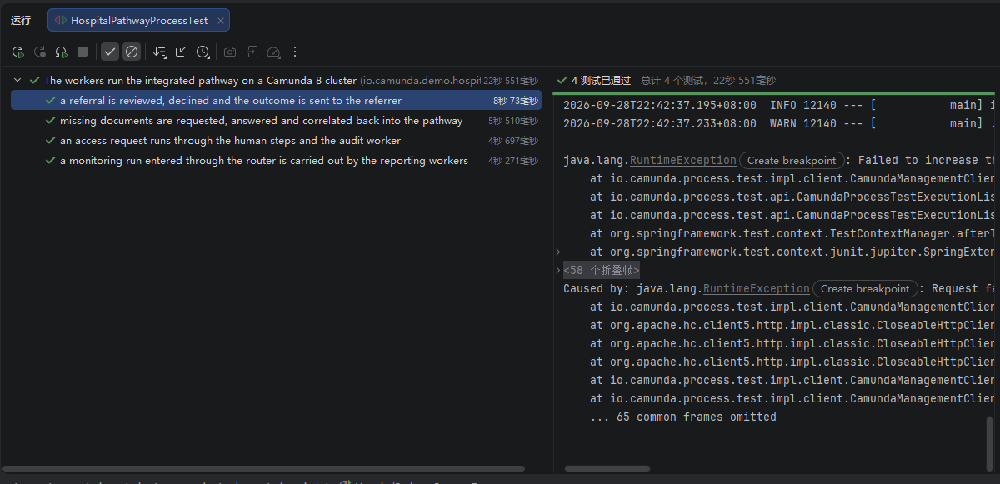 运行 HospitalPathwayProcessTest
The workers run the integrated pathway on a Camunda 8 cluster (io.camunda.demo.hospit 22秒 551毫秒
a referral is reviewed, declined and the outcome is sent to the referrer 8秒 73毫秒
missing documents are requested, answered and correlated back into the pathway 5秒 510毫秒
an access request runs through the human steps and the audit worker 4秒 697毫秒
a monitoring run entered through the router is carried out by the reporting workers 4秒 271毫秒
4 测试已通过 总计 4 个测试，22秒 551毫秒
2026-09-28T22:42:37.195+08:00 INFO 12140 --- [ main] i
2026-09-28T22:42:37.233+08:00 WARN 12140 --- [ main] .
java.lang.RuntimeException Create breakpoint : Failed to increase th
at io.camunda.process.test.impl.client.CamundaManagementClien
at io.camunda.process.test.api.CamundaProcessTestExecutionLis
at io.camunda.process.test.api.CamundaProcessTestExecutionLis
at org.springframework.test.context.TestContextManager.afterT
at org.springframework.test.context.junit.jupiter.SpringExten
<58 个折叠帧>
Caused by: java.lang.RuntimeException Create breakpoint : Request fa
at io.camunda.process.test.impl.client.CamundaManagementClien
at org.apache.hc.client5.http.impl.classic.CloseableHttpClien
at org.apache.hc.client5.http.impl.classic.CloseableHttpClien
at org.apache.hc.client5.http.impl.classic.CloseableHttpClien
at io.camunda.process.test.impl.client.CamundaManagementClien
at io.camunda.process.test.impl.client.CamundaManagementClien
... 65 common frames omitted